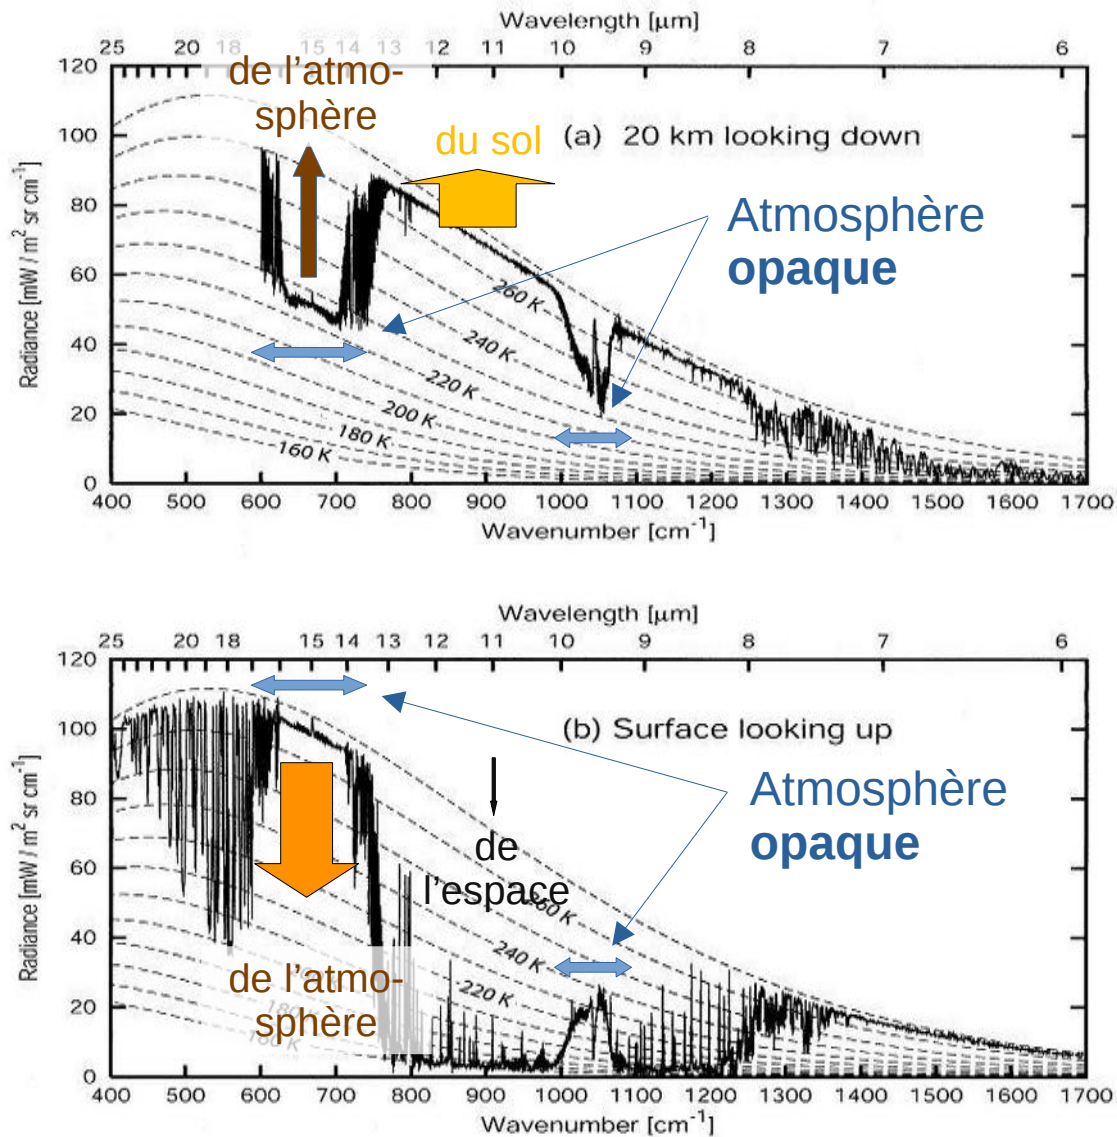 Wavelength [µm]
25 20 18 16 15 14 13 12 11 10 9 8 7 6
de l’atmo-
sphère
du sol
(a) 20 km looking down
Atmosphère
opaque
120
100
80
60
40
20
0
Radiance [mW / m² sr cm⁻¹]
260 K
240 K
220 K
200 K
180 K
160 K
400 500 600 700 800 900 1000 1100 1200 1300 1400 1500 1600 1700
Wavenumber [cm⁻¹]
Wavelength [µm]
25 20 18 15 14 13 12 11 10 9 8 7 6
(b) Surface looking up
Atmosphère
opaque
de
l’espace
de l’atmo-
sphère
120
100
80
60
40
20
0
Radiance [mW / m² sr cm⁻¹]
260 K
240 K
220 K
180 K
160 K
400 500 600 700 800 900 1000 1100 1200 1300 1400 1500 1600 1700
Wavenumber [cm⁻¹]